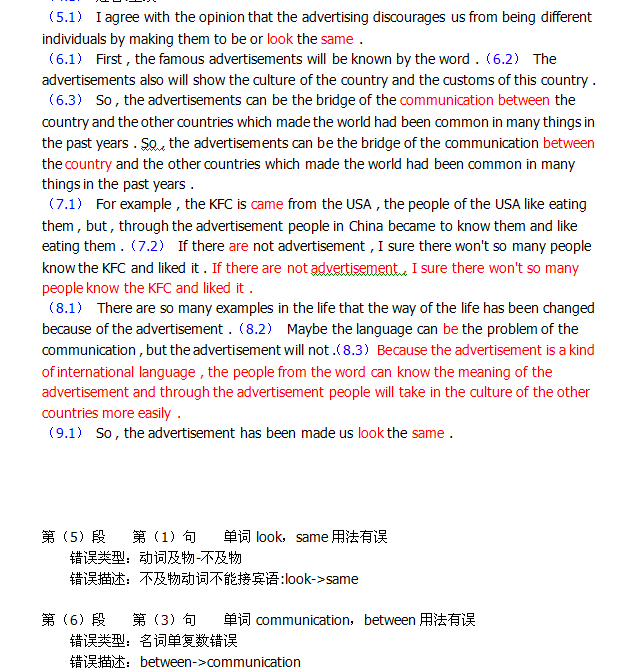 （5.1） I agree with the opinion that the advertising discourages us from being different
individuals by making them to be or look the same .
（6.1） First , the famous advertisements will be known by the word .（6.2） The
advertisements also will show the culture of the country and the customs of this country .
（6.3） So , the advertisements can be the bridge of the communication between the
country and the other countries which made the world had been common in many things in
the past years . So , the advertisements can be the bridge of the communication between
the country and the other countries which made the world had been common in many
things in the past years .
（7.1） For example , the KFC is came from the USA , the people of the USA like eating
them , but , through the advertisement people in China became to know them and like
eating them .（7.2） If there are not advertisement , I sure there won't so many people
know the KFC and liked it . If there are not advertisement , I sure there won't so many
people know the KFC and liked it .
（8.1） There are so many examples in the life that the way of the life has been changed
because of the advertisement .（8.2） Maybe the language can be the problem of the
communication , but the advertisement will not .（8.3） Because the advertisement is a kind
of international language , the people from the word can know the meaning of the
advertisement and through the advertisement people will take in the culture of the other
countries more easily .
（9.1） So , the advertisement has been made us look the same .
第（5）段 第（1）句 单词 look，same 用法有误
错误类型：动词及物-不及物
错误描述：不及物动词不能接宾语:look->same
第（6）段 第（3）句 单词 communication，between 用法有误
错误类型：名词单复数错误
错误描述：between->communication